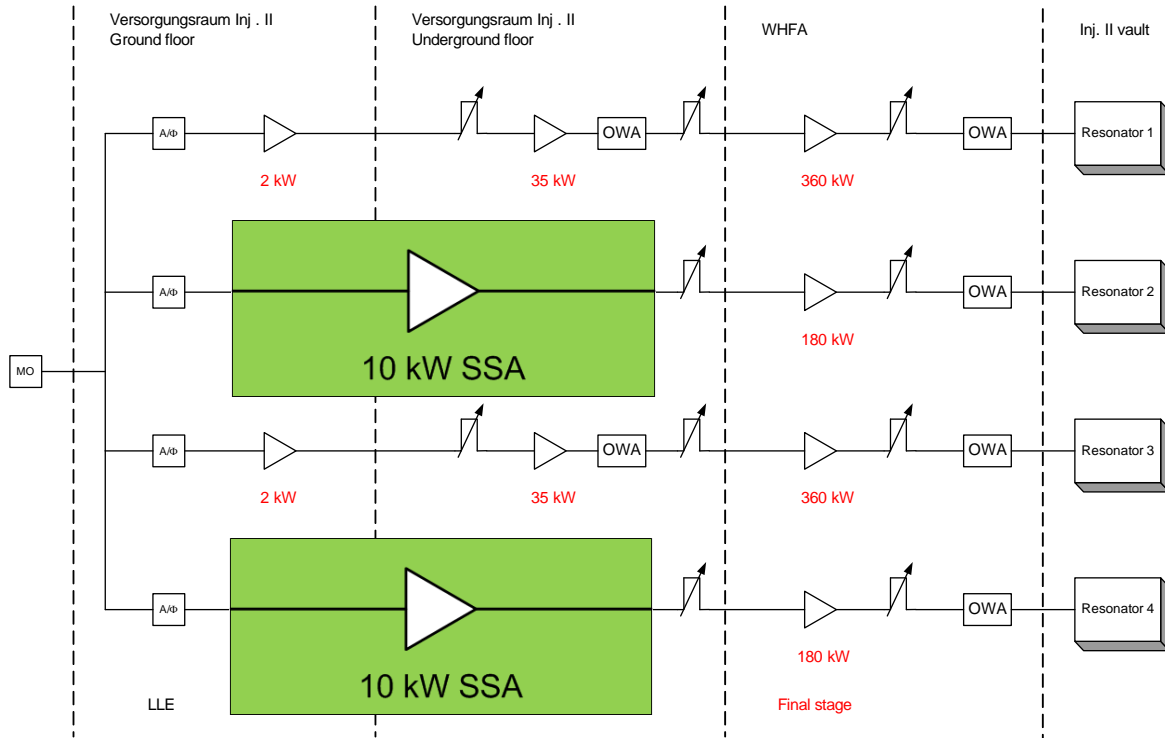 Versorgungsraum Inj . II
Ground floor
Versorgungsraum Inj . II
Underground floor
WHFA
Inj. II vault
A/Φ
OWA
OWA
Resonator 1
2 kW
35 kW
360 kW
A/Φ
OWA
Resonator 2
10 kW SSA
180 kW
MO
A/Φ
OWA
OWA
Resonator 3
2 kW
35 kW
360 kW
A/Φ
OWA
Resonator 4
10 kW SSA
180 kW
LLE
Final stage